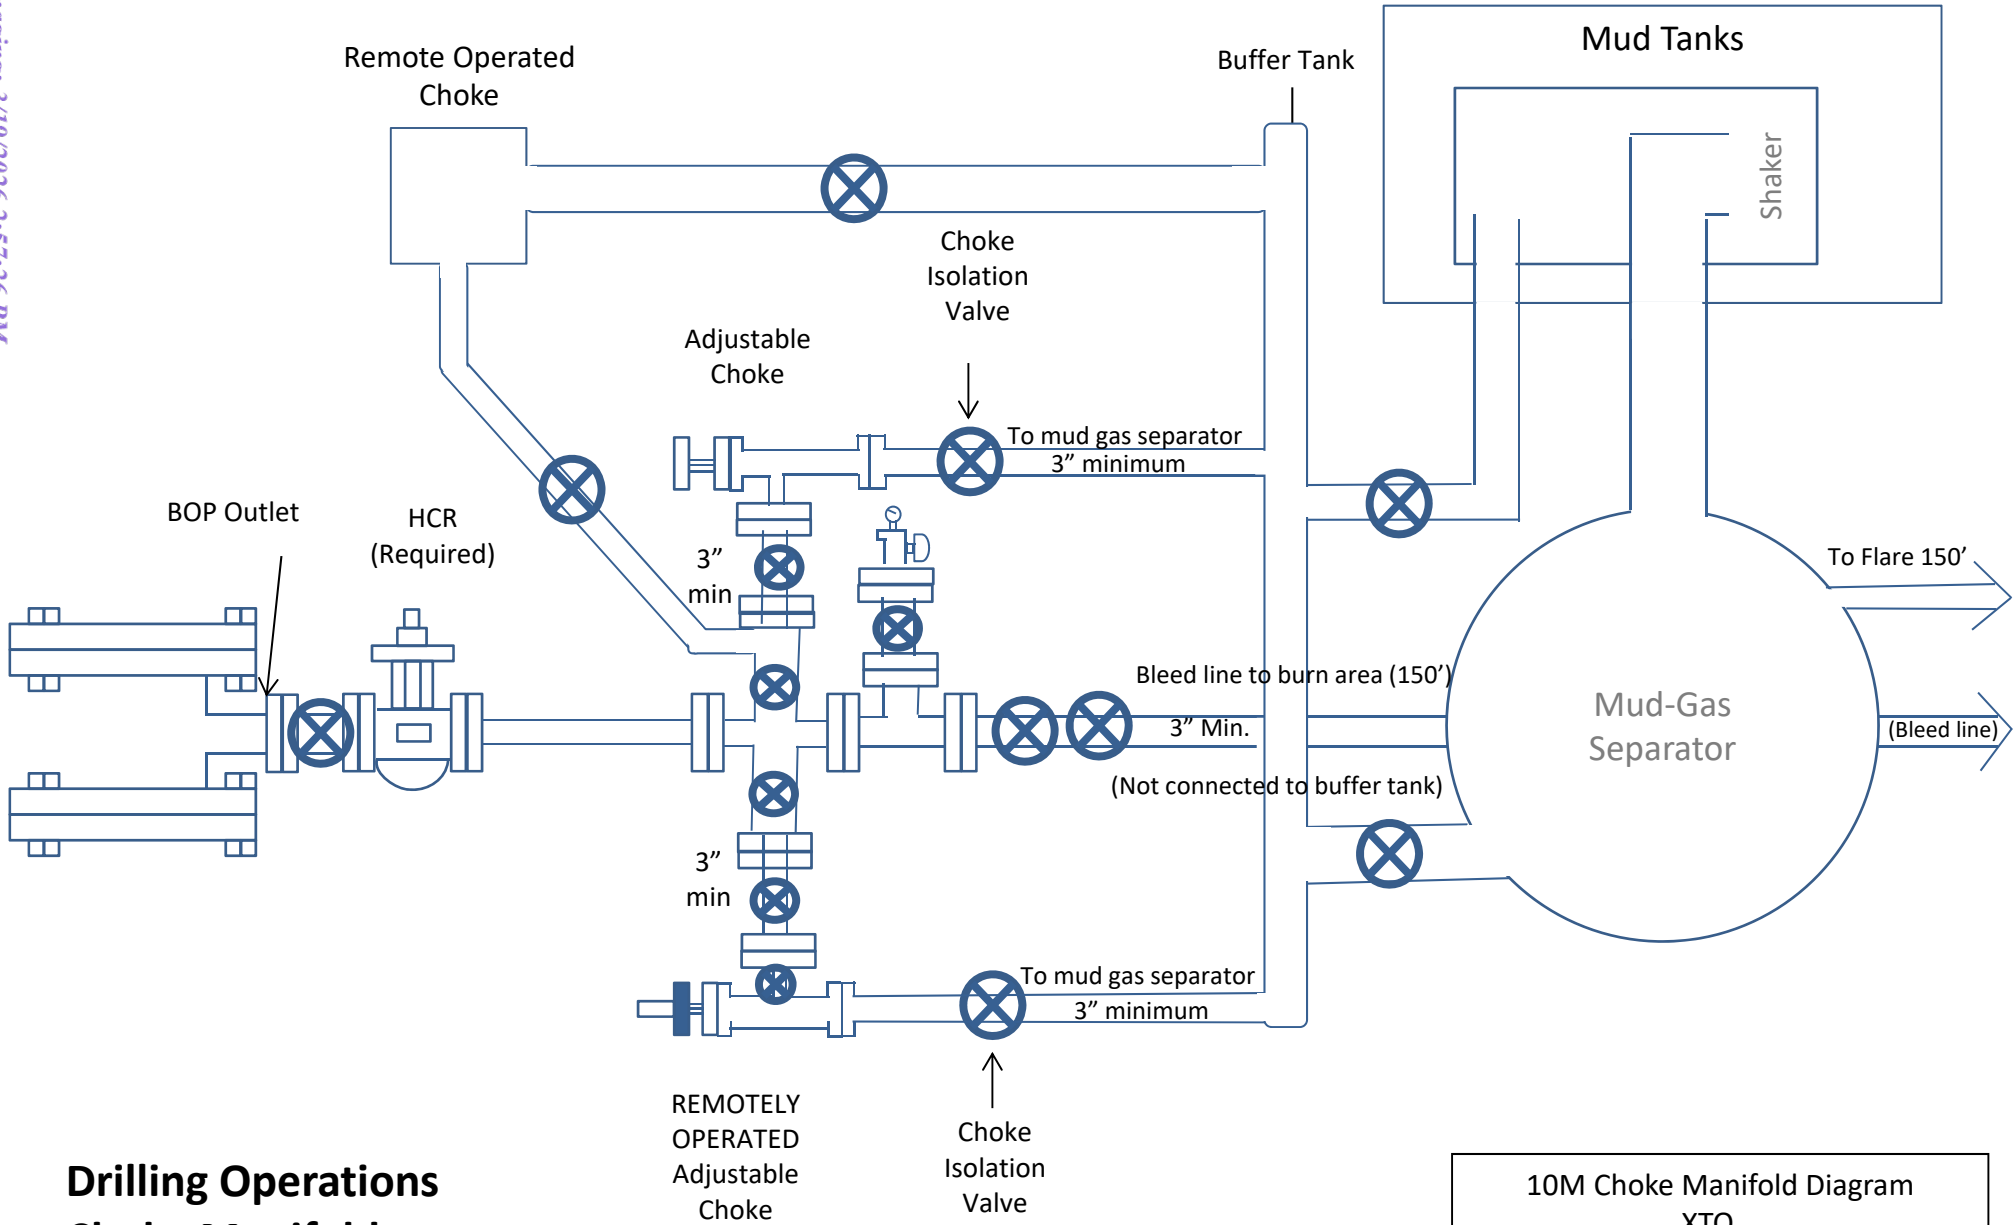 Mud Tanks
Remote Operated
Choke
Buffer Tank
Shaker
Choke
Isolation
Valve
Adjustable
Choke
To mud gas separator
3” minimum
BOP Outlet
HCR
(Required)
3”
min
To Flare 150’
Bleed line to burn area (150’)
3” Min.
(Not connected to buffer tank)
Mud-Gas
Separator
(Bleed line)
3”
min
To mud gas separator
3” minimum
REMOTELY
OPERATED
Adjustable
Choke
Choke
Isolation
Valve
Drilling Operations
10M Choke Manifold Diagram
XTO